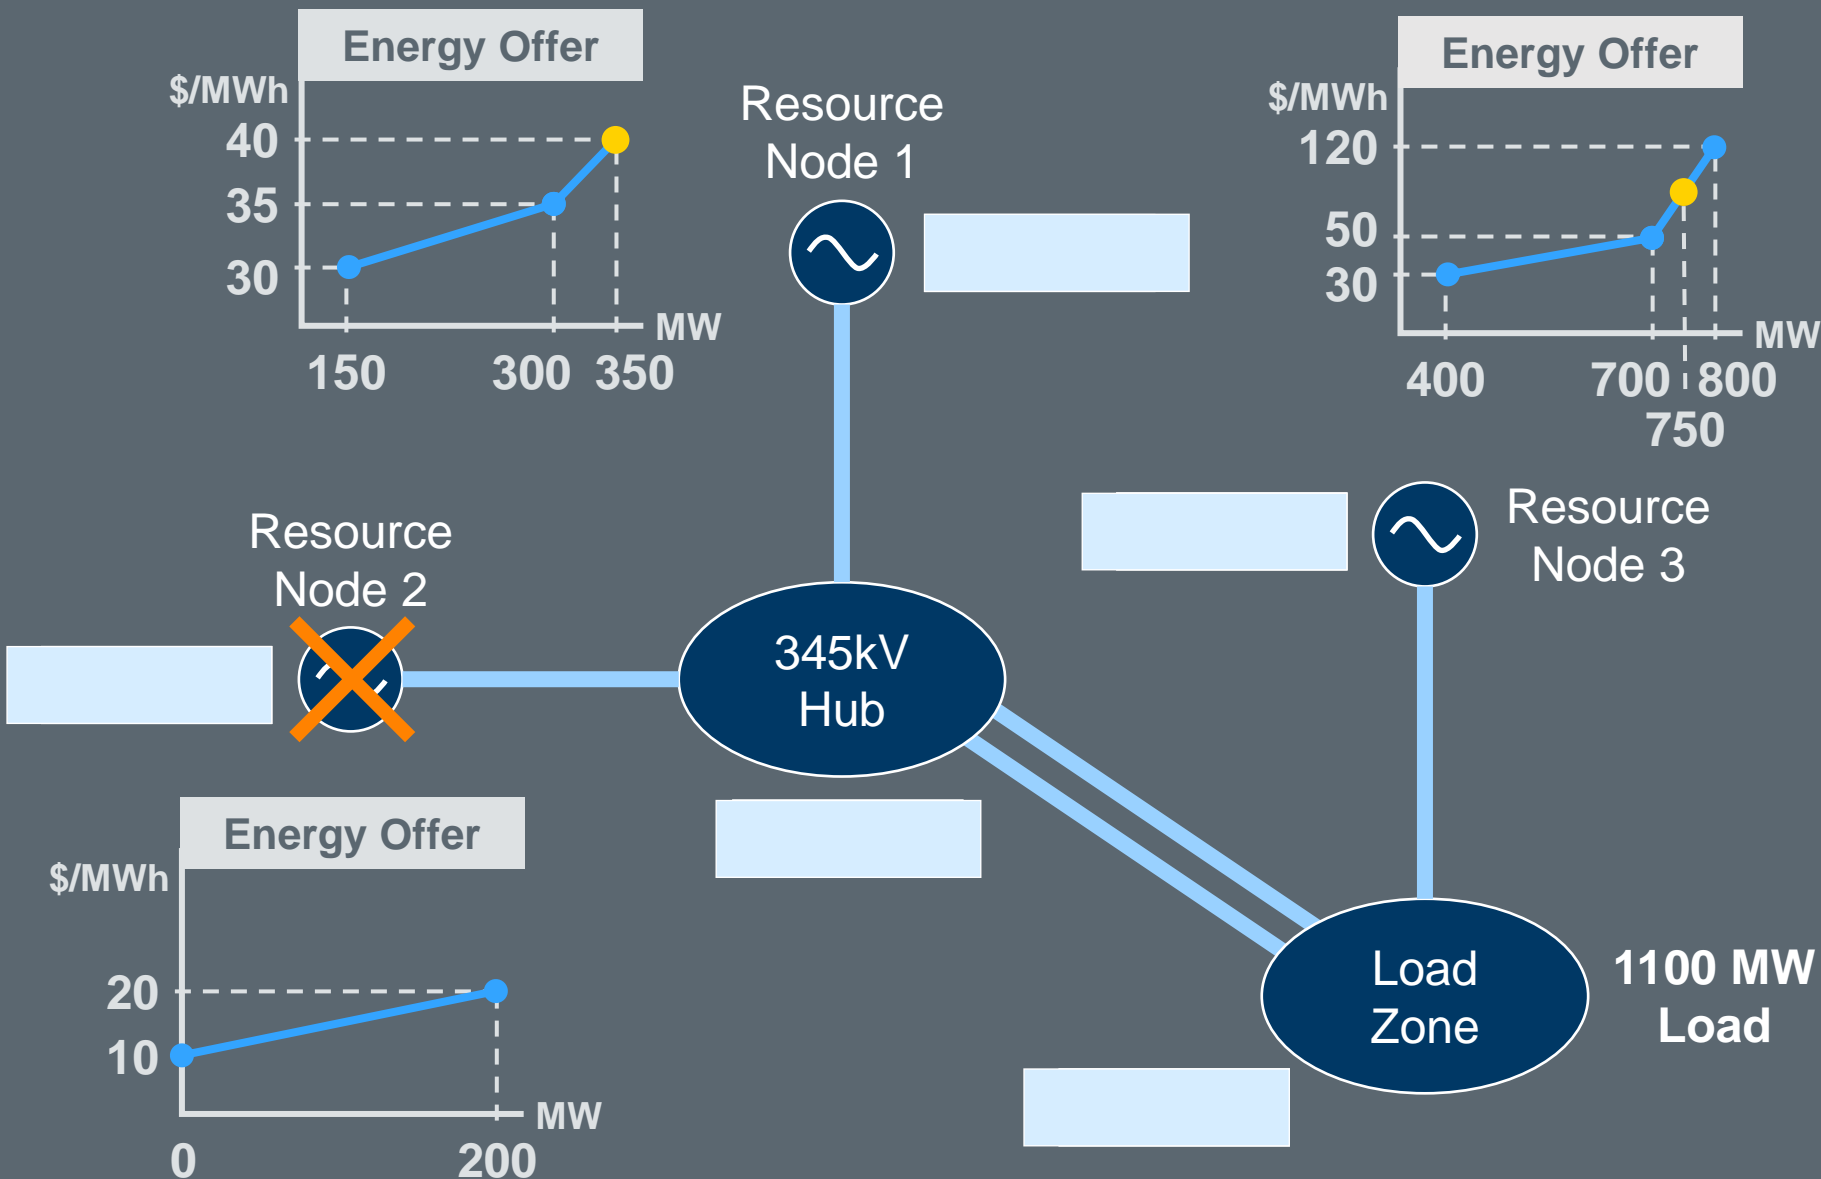 Energy Offer
$/MWh
40
35
30
MW
150 300 350
Resource
Node 1
Energy Offer
$/MWh
120
50
30
MW
400 700 800
750
Resource
Node 3
Resource
Node 2
345kV
Hub
Energy Offer
$/MWh
20
10
MW
0 200
Load
Zone
1100 MW
Load